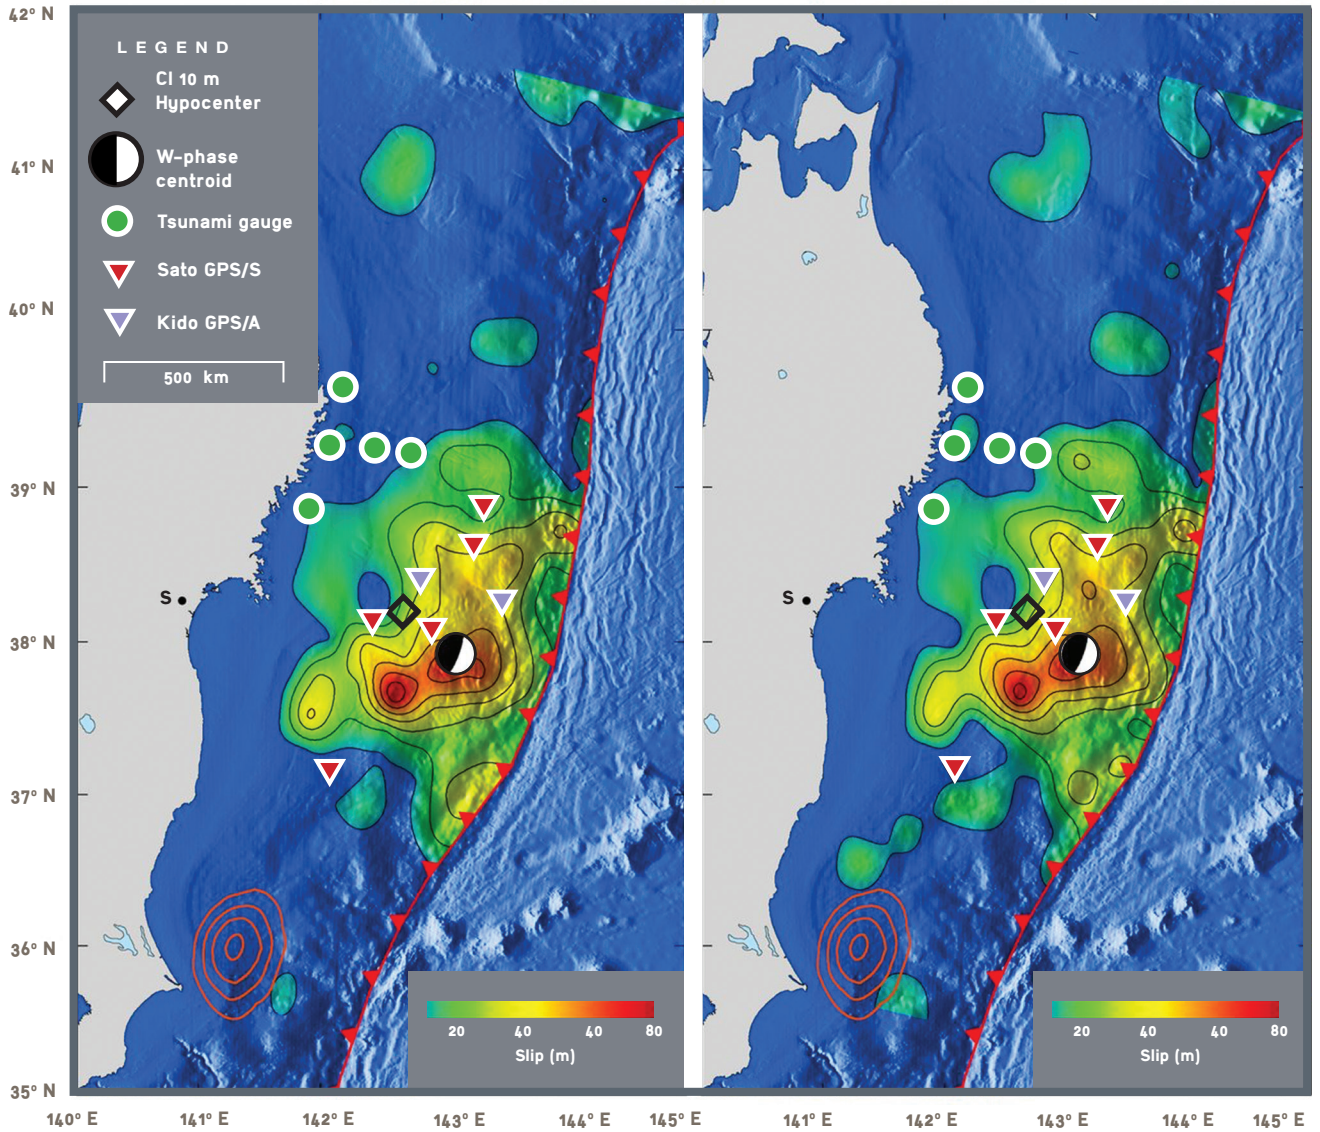 42° N
41° N
40° N
39° N
38° N
37° N
36° N
35° N
LEGEND
CI 10 m
Hypocenter
W-phase
centroid
Tsunami gauge
Sato GPS/S
Kido GPS/A
500 km
S
S
20 40 40 80
Slip (m)
20 40 40 80
Slip (m)
140° E 141° E 142° E 143° E 144° E 145° E 141° E 142° E 143° E 144° E 145° E